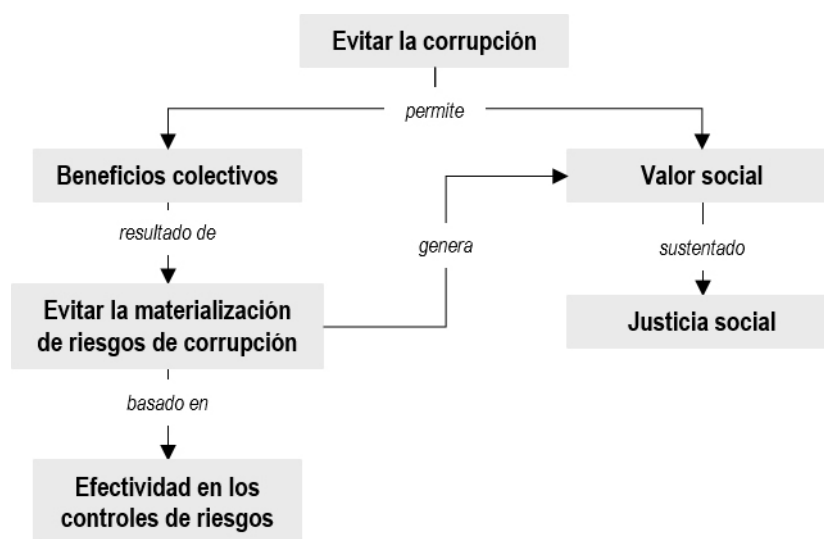 Evitar la corrupción
permite
Beneficios colectivos
Valor social
resultado de
genera
sustentado
Evitar la materialización
de riesgos de corrupción
Justicia social
basado en
Efectividad en los
controles de riesgos